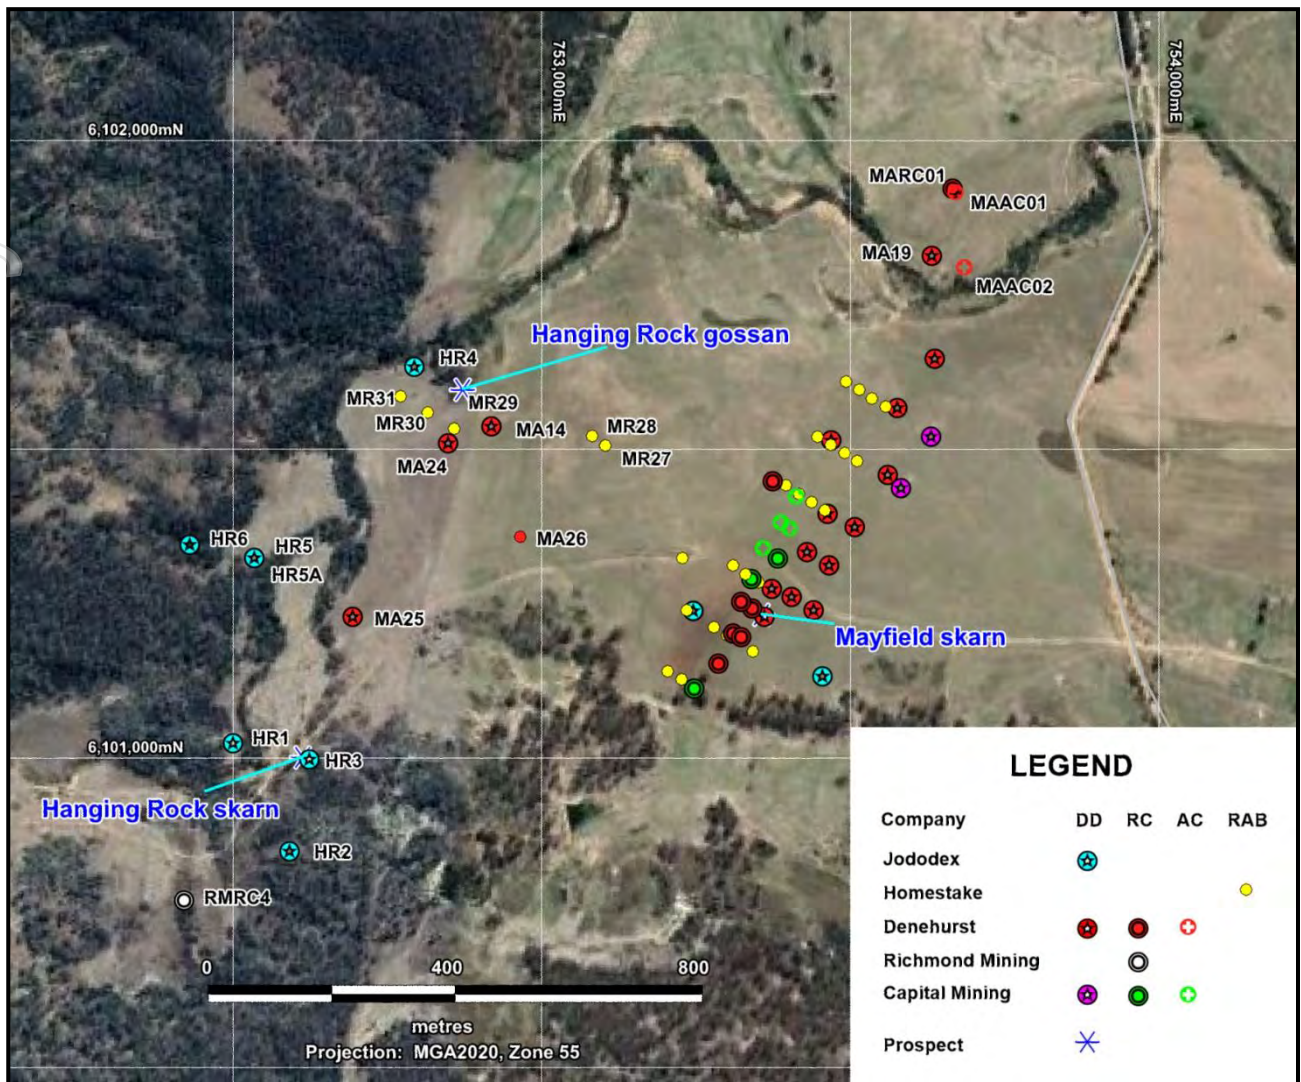 753,000mE
754,000mE
6,102,000mN
MARC01
MAAC01
MA19
MAAC02
Hanging Rock gossan
HR4
MR31
MR29
MR30
MA14
MR28
MA24
MR27
HR6
HR5
MA26
HR5A
MA25
Mayfield skarn
6,101,000mN
HR1
HR3
Hanging Rock skarn
HR2
RMRC4
0 400 800
metres
Projection: MGA2020, Zone 55
LEGEND
Company DD RC AC RAB
Jododex
Homestake
Denehurst
Richmond Mining
Capital Mining
Prospect